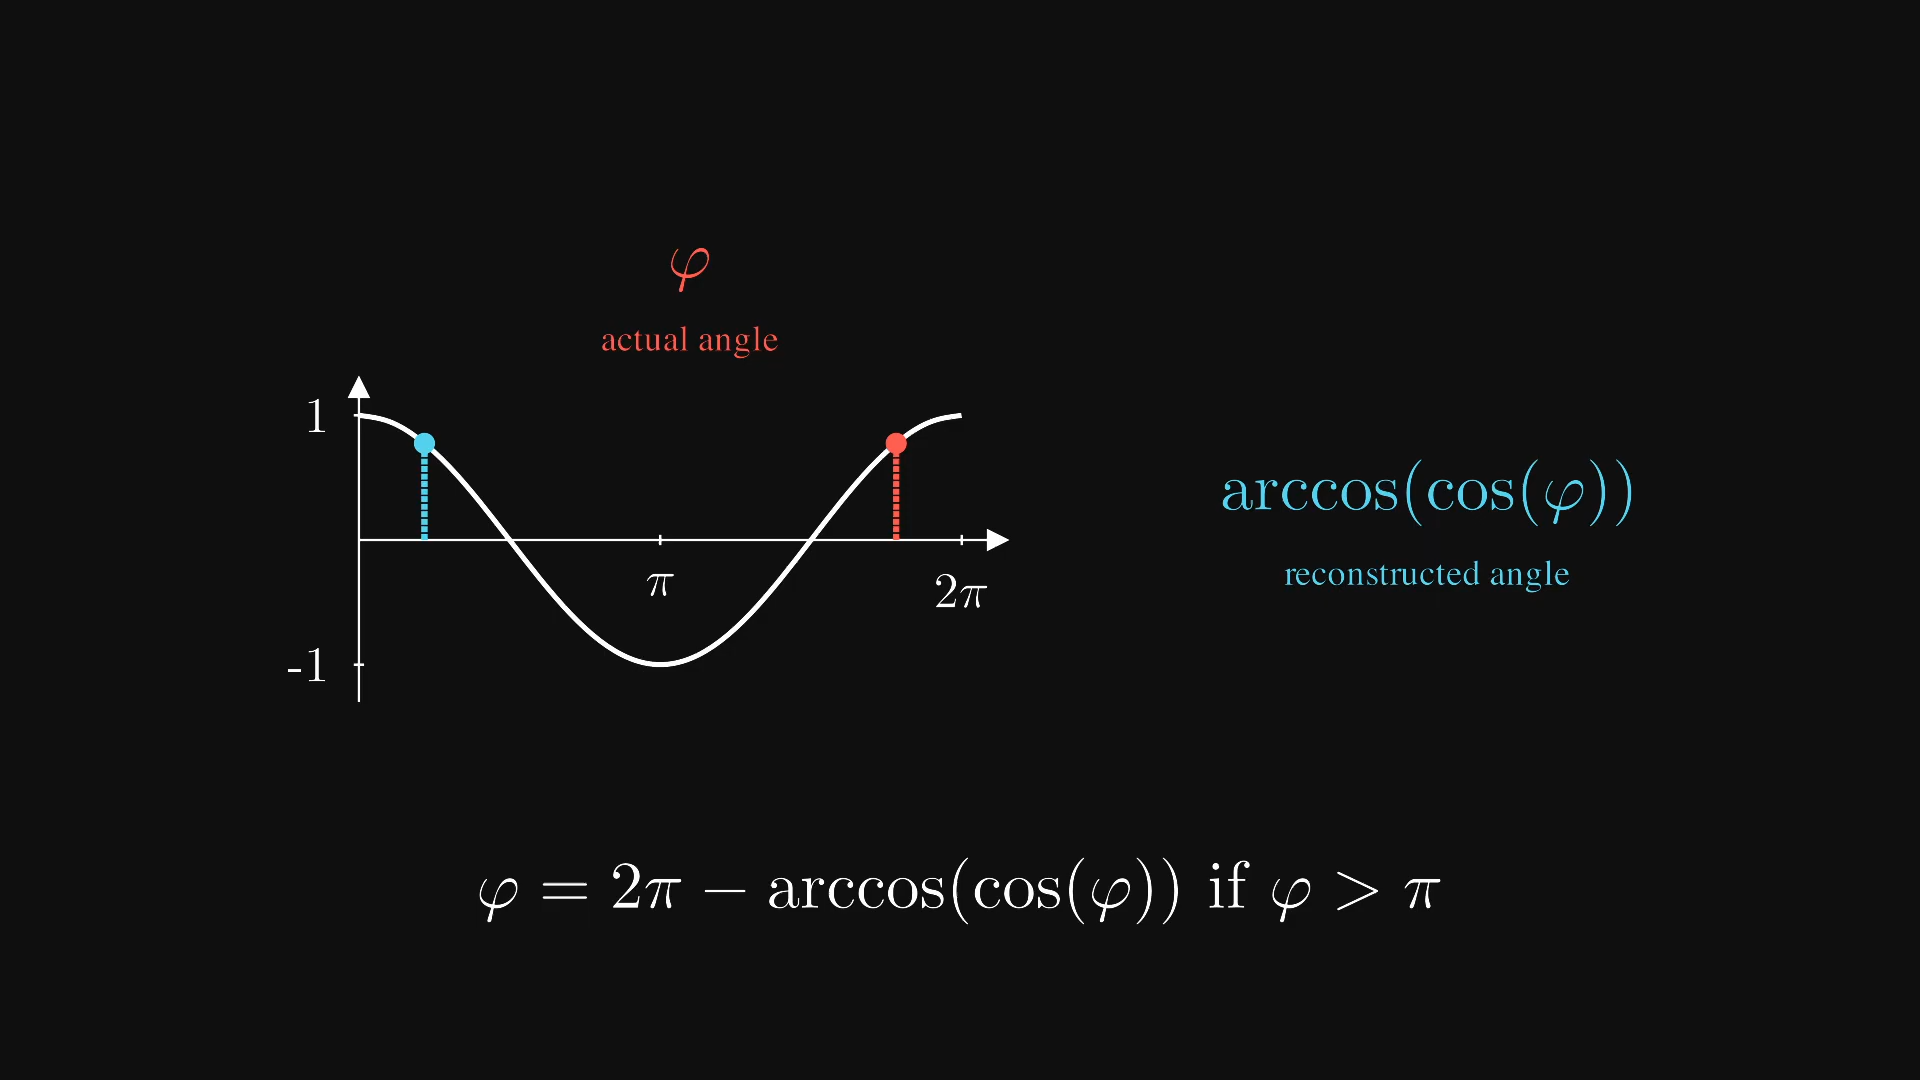 φ
actual angle
1
arccos(cos(φ))
reconstructed angle
π
2π
-1
φ = 2π − arccos(cos(φ)) if φ > π